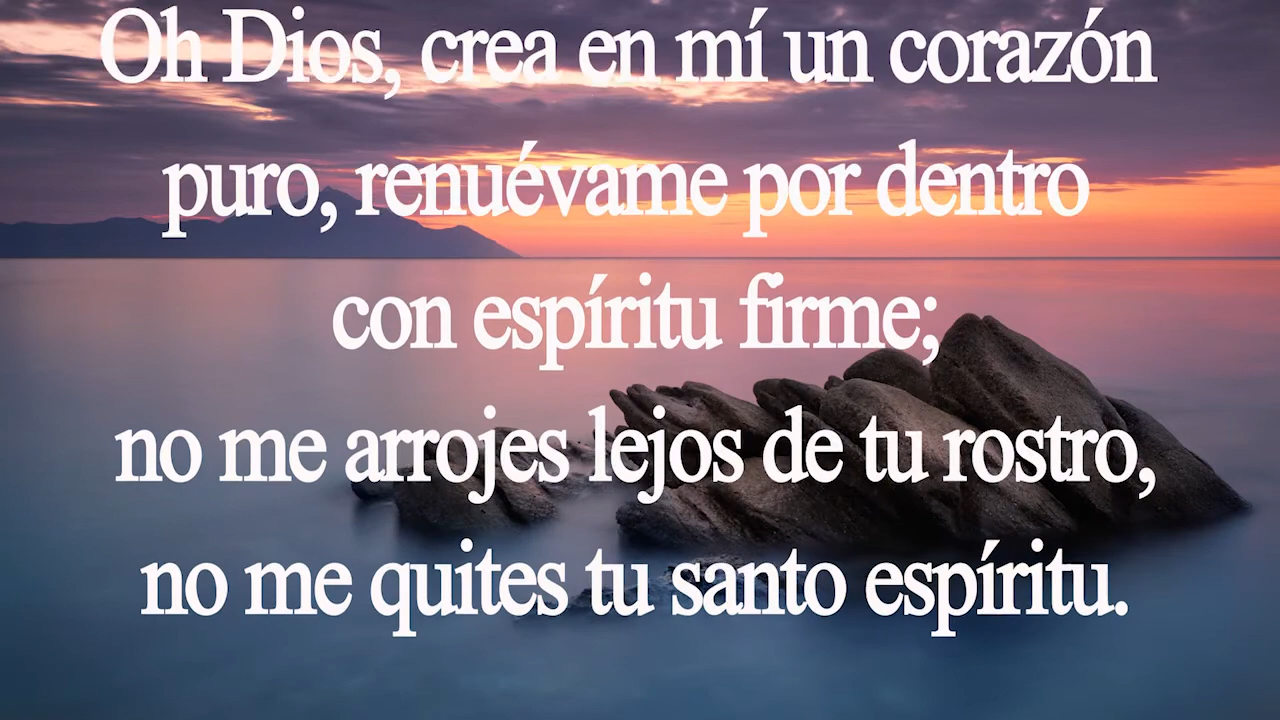 Oh Dios, crea en mí un corazón
puro, renuévame por dentro
con espíritu firme;
no me arrojes lejos de tu rostro,
no me quites tu santo espíritu.